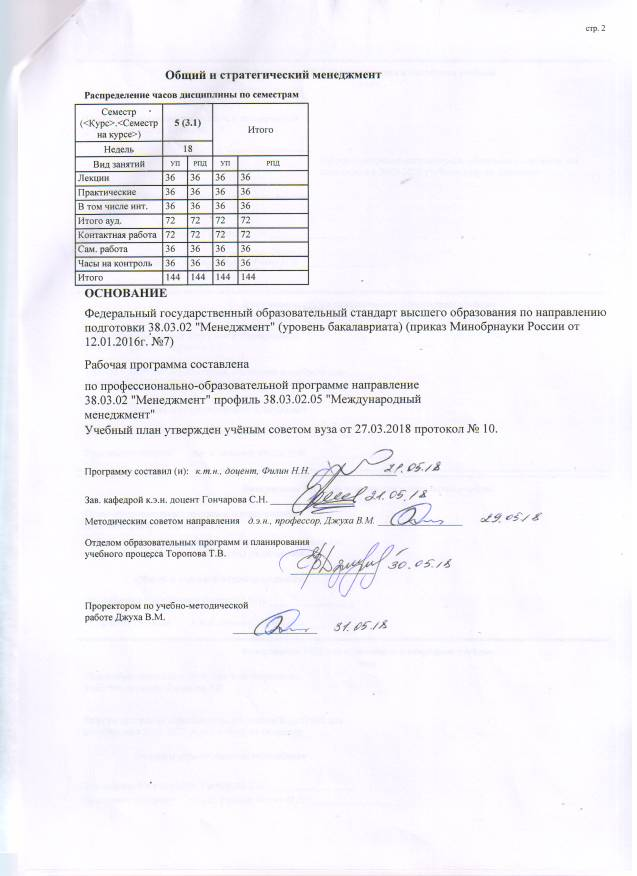 стр. 2
Общий и стратегический менеджмент
Распределение часов дисциплины по семестрам
Семестр (<Курс>.<Семестр на курсе>) 5 (3.1) Итого
Недель 18
Вид занятий УП РПД УП РПД
Лекции 36 36 36 36
Практические 36 36 36 36
В том числе инт. 36 36 36 36
Итого ауд. 72 72 72 72
Контактная работа 72 72 72 72
Сам. работа 36 36 36 36
Часы на контроль 36 36 36 36
Итого 144 144 144 144
ОСНОВАНИЕ
Федеральный государственный образовательный стандарт высшего образования по направлению
подготовки 38.03.02 "Менеджмент" (уровень бакалавриата) (приказ Минобрнауки России от
12.01.2016г. №7)
Рабочая программа составлена
по профессионально-образовательной программе направление
38.03.02 "Менеджмент" профиль 38.03.02.05 "Международный
менеджмент"
Учебный план утвержден учёным советом вуза от 27.03.2018 протокол № 10.
Программу составил (и): к.т.н., доцент, Филин Н.Н. 21.05.18
Зав. кафедрой к.э.н. доцент Гончарова С.Н. 21.05.18
Методическим советом направления д.э.н., профессор, Джуха В.М. 29.05.18
Отделом образовательных программ и планирования
учебного процесса Торопова Т.В.
30.05.18
Проректором по учебно-методической
работе Джуха В.М.
31.05.18